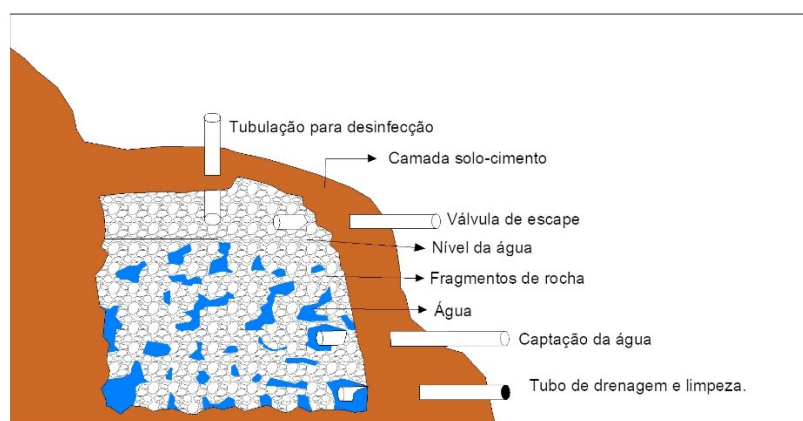 Tubulação para desinfecção
Camada solo-cimento
Válvula de escape
Nível da água
Fragmentos de rocha
Água
Captação da água
Tubo de drenagem e limpeza.